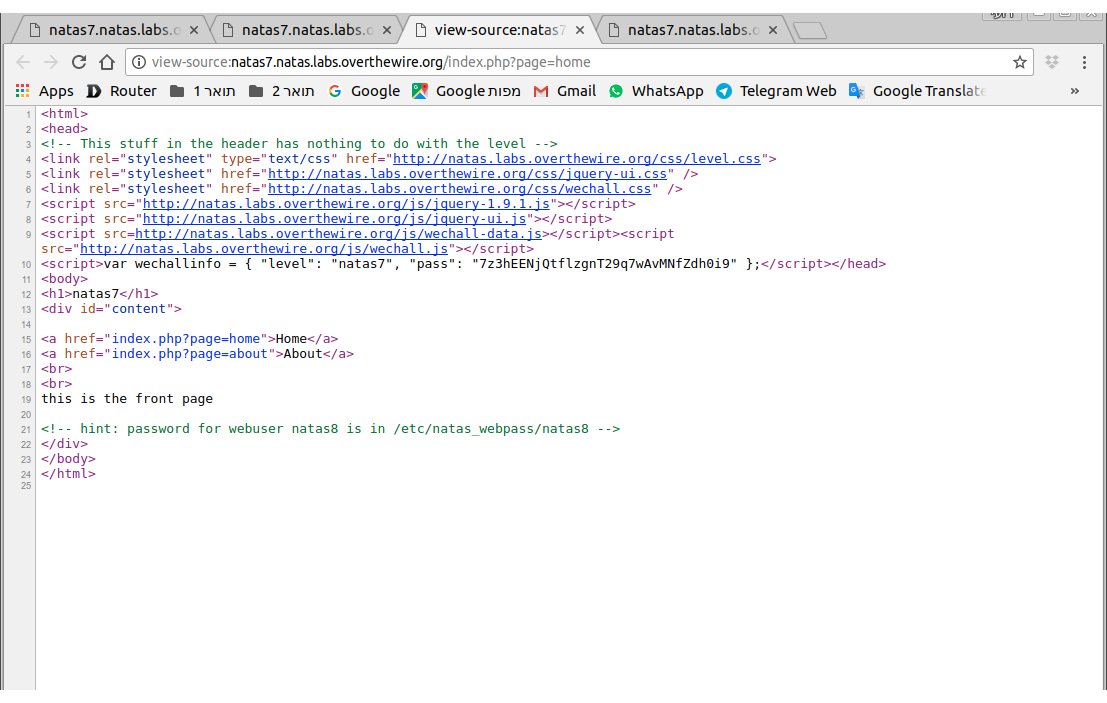 natas7.natas.labs.o × natas7.natas.labs.o × view-source:natas7 × natas7.natas.labs.o ×
view-source:natas7.natas.labs.overthewire.org/index.php?page=home
Apps Router תואר 1 תואר 2 Google Google מפות Gmail WhatsApp Telegram Web Google Translate »
1 <html>
2 <head>
3 <!-- This stuff in the header has nothing to do with the level -->
4 <link rel="stylesheet" type="text/css" href="http://natas.labs.overthewire.org/css/level.css">
5 <link rel="stylesheet" href="http://natas.labs.overthewire.org/css/jquery-ui.css" />
6 <link rel="stylesheet" href="http://natas.labs.overthewire.org/css/wechall.css" />
7 <script src="http://natas.labs.overthewire.org/js/jquery-1.9.1.js"></script>
8 <script src="http://natas.labs.overthewire.org/js/jquery-ui.js"></script>
9 <script src=http://natas.labs.overthewire.org/js/wechall-data.js></script><script
src="http://natas.labs.overthewire.org/js/wechall.js"></script>
10 <script>var wechallinfo = { "level": "natas7", "pass": "7z3hEENjQtflzgnT29q7wAvMNfZdh0i9" };</script></head>
11 <body>
12 <h1>natas7</h1>
13 <div id="content">
14
15 <a href="index.php?page=home">Home</a>
16 <a href="index.php?page=about">About</a>
17 <br>
18 <br>
19 this is the front page
20
21 <!-- hint: password for webuser natas8 is in /etc/natas_webpass/natas8 -->
22 </div>
23 </body>
24 </html>
25